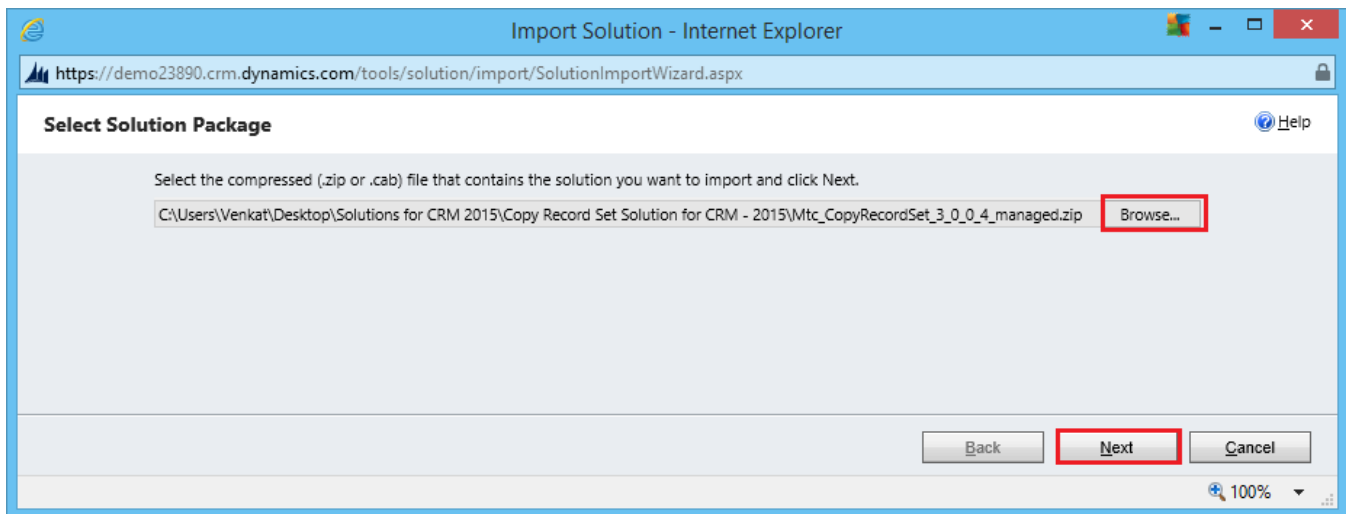 Import Solution - Internet Explorer
https://demo23890.crm.dynamics.com/tools/solution/import/SolutionImportWizard.aspx
Select Solution Package
Help
Select the compressed (.zip or .cab) file that contains the solution you want to import and click Next.
C:\Users\Venkat\Desktop\Solutions for CRM 2015\Copy Record Set Solution for CRM - 2015\Mtc_CopyRecordSet_3_0_0_4_managed.zip Browse...
Back Next Cancel
100%